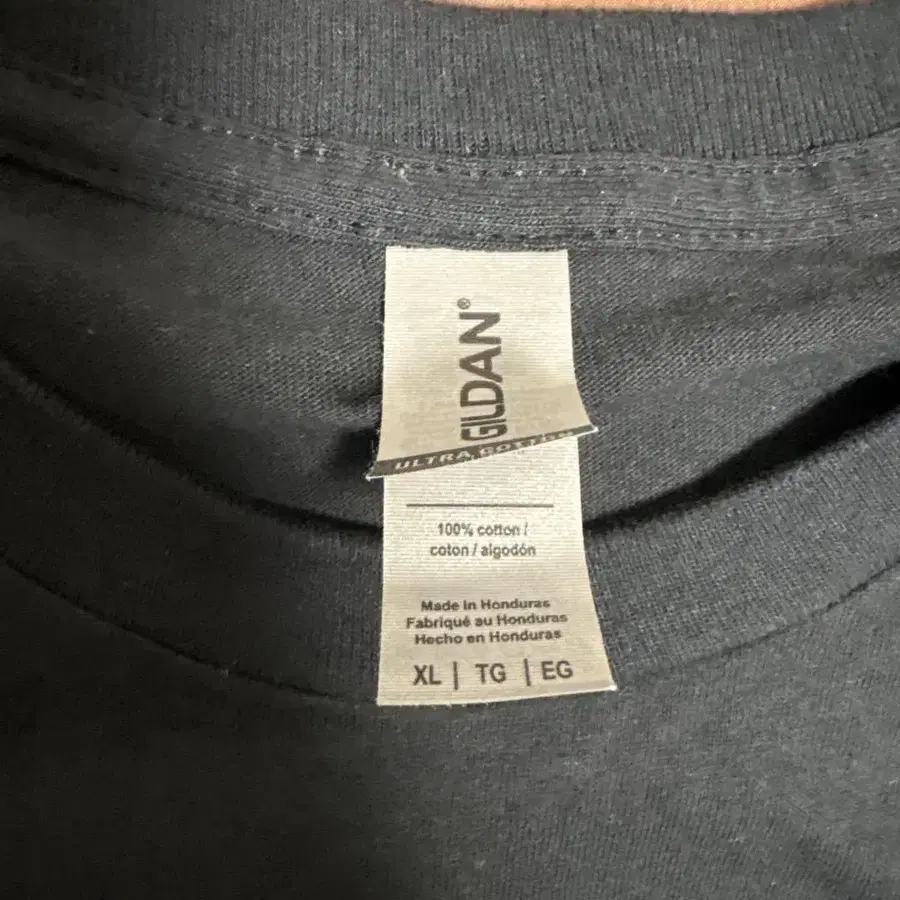 GILDAN®
ULTRA COTTON
100% cotton /
coton / algodón
Made in Honduras
Fabriqué au Honduras
Hecho en Honduras
XL | TG | EG